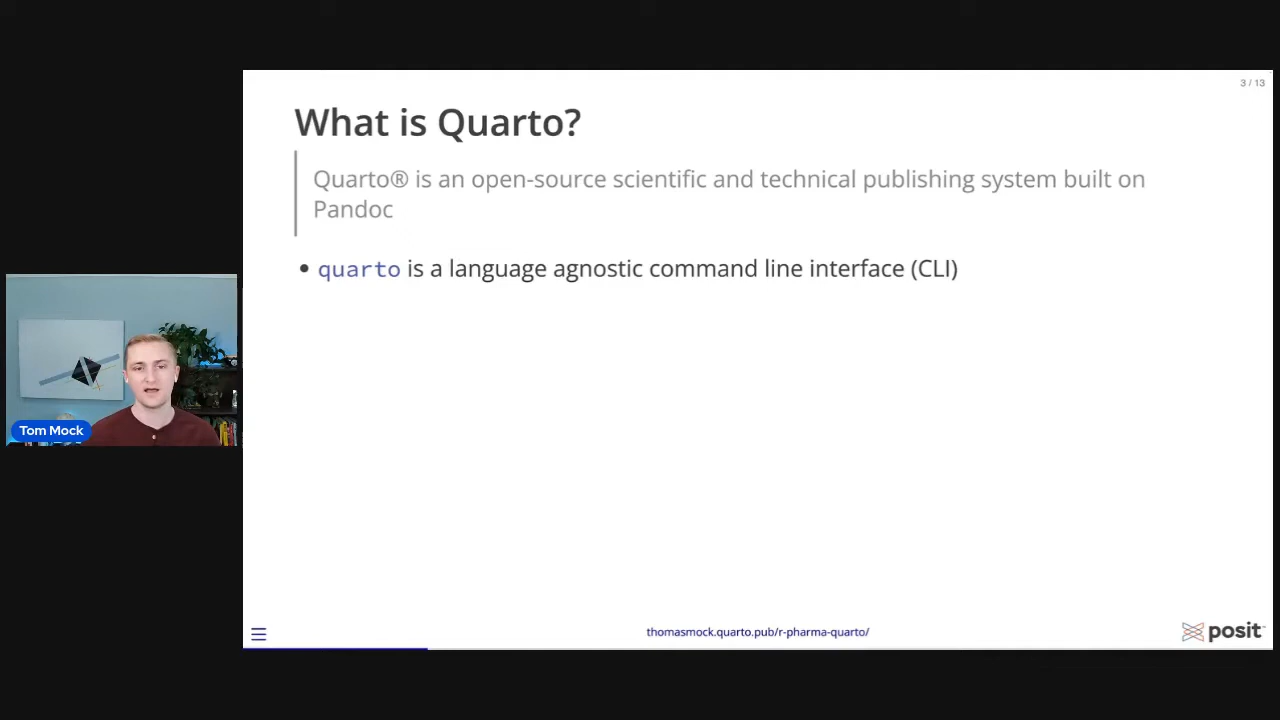 3 / 13
What is Quarto?
Quarto® is an open-source scientific and technical publishing system built on
Pandoc
• quarto is a language agnostic command line interface (CLI)
Tom Mock
thomasmock.quarto.pub/r-pharma-quarto/
posit™